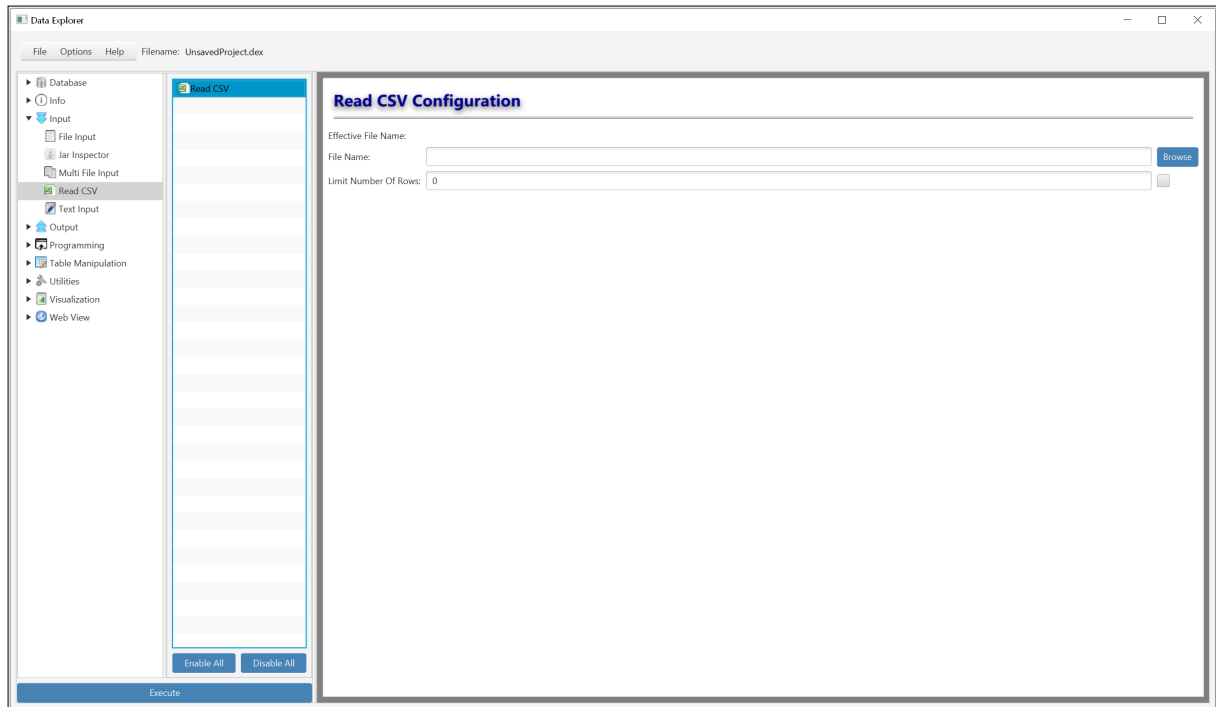 Data Explorer
File Options Help Filename: UnsavedProject.dex
Database
Info
Input
File Input
Jar Inspector
Multi File Input
Read CSV
Text Input
Output
Programming
Table Manipulation
Utilities
Visualization
Web View
Read CSV
Enable All Disable All
Execute
Read CSV Configuration
Effective File Name:
File Name: Browse
Limit Number Of Rows: 0